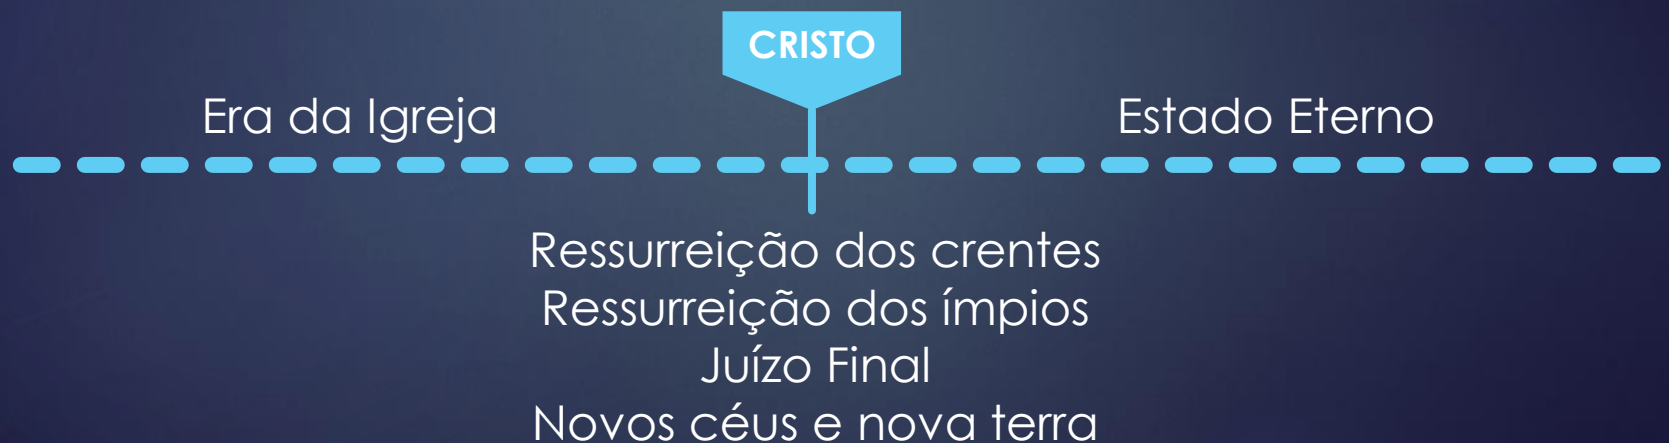 CRISTO
Era da Igreja
Estado Eterno
Ressurreição dos crentes
Ressurreição dos ímpios
Juízo Final
Novos céus e nova terra